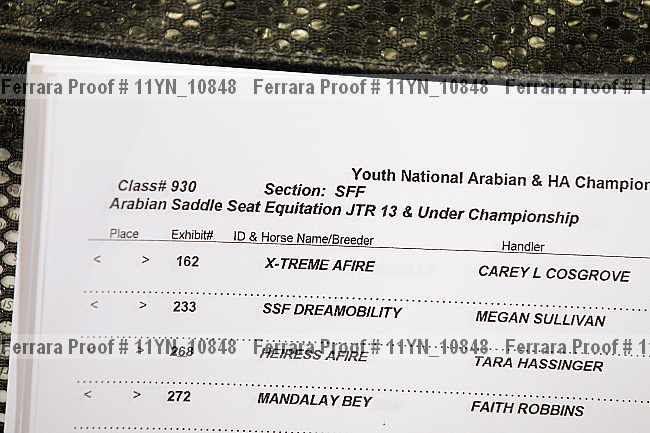 Ferrara Proof # 11YN_10848 Ferrara Proof # 11YN_10848 Ferrara Proof # 1
Youth National Arabian & HA Champion
Class# 930 Section: SFF
Arabian Saddle Seat Equitation JTR 13 & Under Championship
Place Exhibit# ID & Horse Name/Breeder Handler
< > 162 X-TREME AFIRE CAREY L COSGROVE
< > 233 SSF DREAMOBILITY MEGAN SULLIVAN
Ferrara Proof # 11YN_10848 Ferrara Proof # 11YN_10848 Ferrara Proof # 1
> 268 HEIRESS AFIRE TARA HASSINGER
< > 272 MANDALAY BEY FAITH ROBBINS